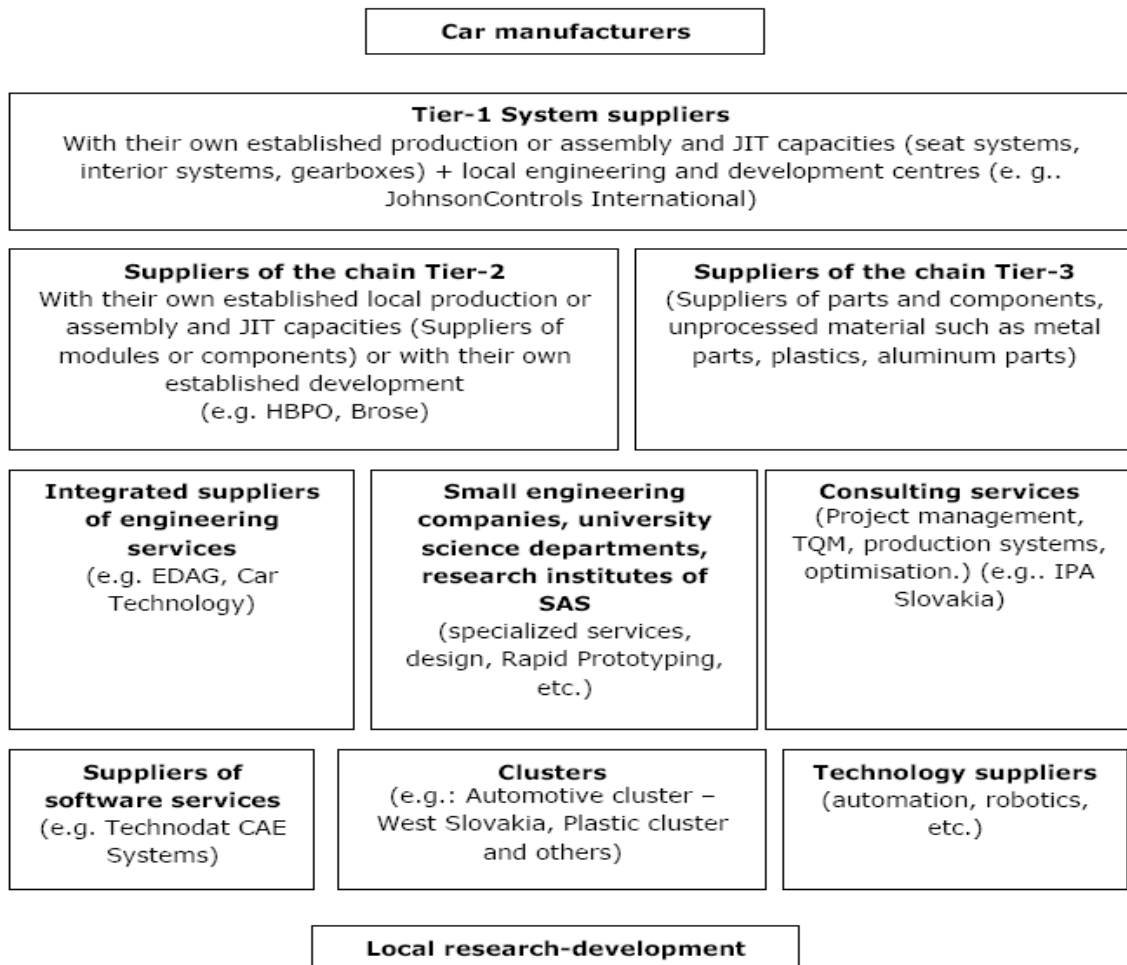 Car manufacturers
Tier-1 System suppliers
With their own established production or assembly and JIT capacities (seat systems,
interior systems, gearboxes) + local engineering and development centres (e. g..
JohnsonControls International)
Suppliers of the chain Tier-2
With their own established local production or
assembly and JIT capacities (Suppliers of
modules or components) or with their own
established development
(e.g. HBPO, Brose)
Suppliers of the chain Tier-3
(Suppliers of parts and components,
unprocessed material such as metal
parts, plastics, aluminum parts)
Integrated suppliers
of engineering
services
(e.g. EDAG, Car
Technology)
Small engineering
companies, university
science departments,
research institutes of
SAS
(specialized services,
design, Rapid Prototyping,
etc.)
Consulting services
(Project management,
TQM, production systems,
optimisation.) (e.g.. IPA
Slovakia)
Suppliers of
software services
(e.g. Technodat CAE
Systems)
Clusters
(e.g.: Automotive cluster –
West Slovakia, Plastic cluster
and others)
Technology suppliers
(automation, robotics,
etc.)
Local research-development